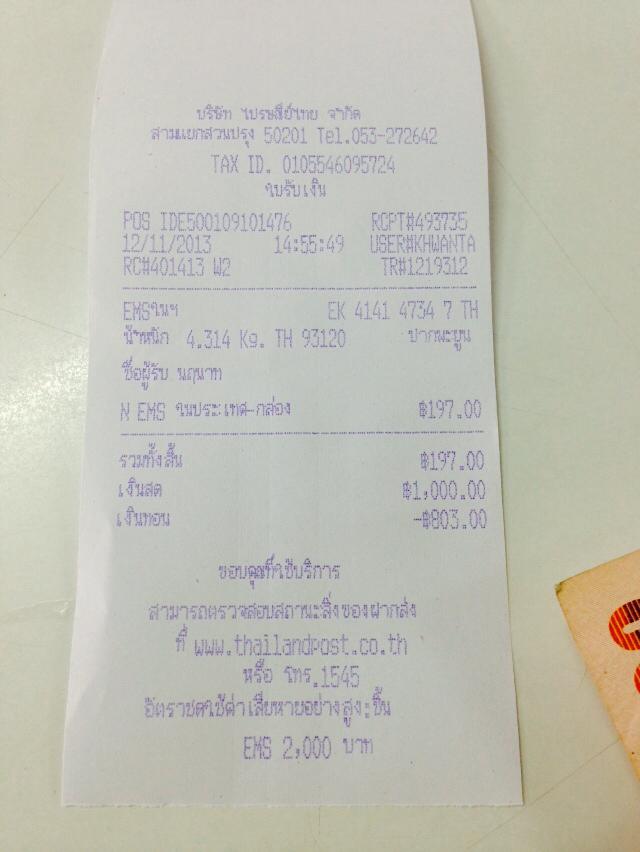 บริษัท ไปรษณีย์ไทย จำกัด
สามแยกสวนปรุง 50201 Tel.053-272642
TAX ID. 0105546095724
ใบรับเงิน
POS IDE500109101476 RCPT#493735
12/11/2013 14:55:49 USER#KHWANTA
RC#401413 W2 TR#1219312
EMSในฯ EK 4141 4734 7 TH
น้ำหนัก 4.314 Kg. TH 93120 ปากพะยูน
ชื่อผู้รับ นฤนาท
N EMS ในประเทศ-กล่อง ฿197.00
รวมทั้งสิ้น ฿197.00
เงินสด ฿1,000.00
เงินทอน -฿803.00
ขอบคุณที่ใช้บริการ
สามารถตรวจสอบสถานะสิ่งของฝากส่ง
ที่ www.thailandpost.co.th
หรือ โทร.1545
อัตราชดใช้ค่าเสียหายอย่างสูง:ชิ้น
EMS 2,000 บาท